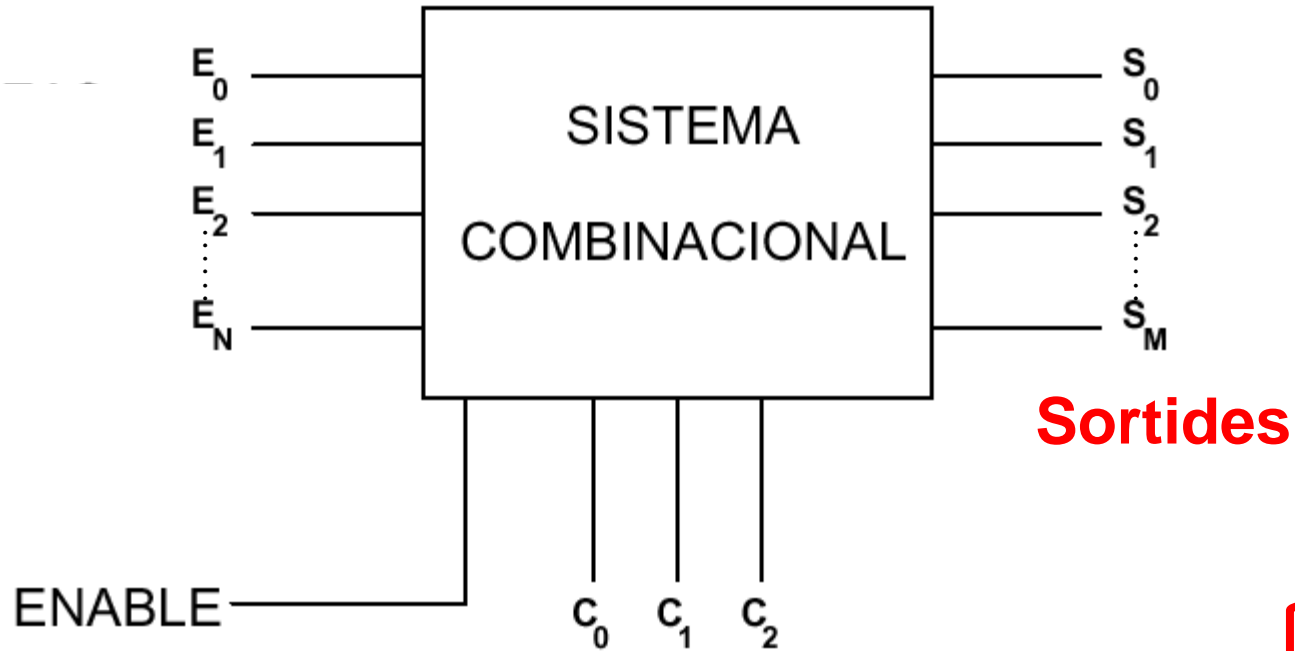 E0
E1
E2
EN
SISTEMA
COMBINACIONAL
S0
S1
S2
SM
Sortides
ENABLE
C0 C1 C2